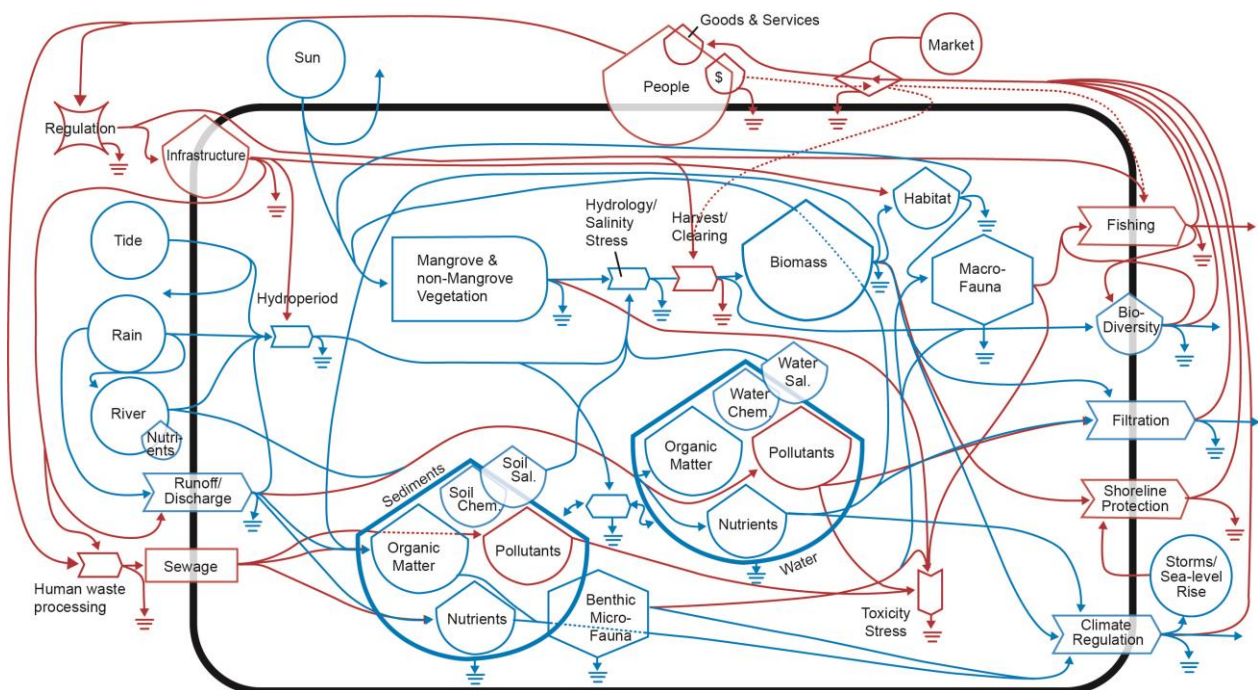 Goods & Services
Market
Sun
People
$
Regulation
Infrastructure
Habitat
Tide
Hydrology/
Salinity
Stress
Harvest/
Clearing
Fishing
Mangrove &
non-Mangrove
Vegetation
Biomass
Macro-
Fauna
Hydroperiod
Bio-
Diversity
Rain
Water
Sal.
Water
Chem.
River
Nutri-
ents
Filtration
Organic
Matter
Pollutants
Soil
Sal.
Sediments
Runoff/
Discharge
Soil
Chem.
Shoreline
Protection
Nutrients
Organic
Matter
Pollutants
Water
Sewage
Storms/
Sea-level
Rise
Human waste
processing
Nutrients
Benthic
Micro-
Fauna
Toxicity
Stress
Climate
Regulation